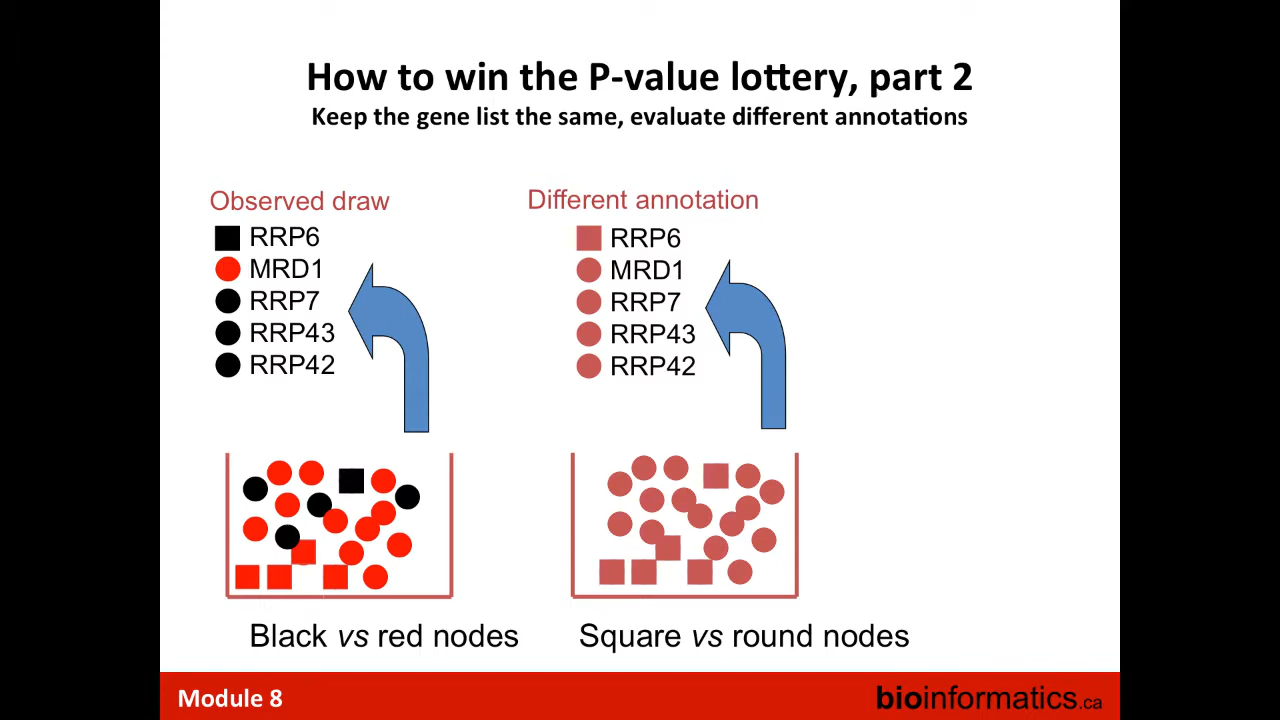 How to win the P-value lottery, part 2
Keep the gene list the same, evaluate different annotations
Observed draw
RRP6
MRD1
RRP7
RRP43
RRP42
Different annotation
RRP6
MRD1
RRP7
RRP43
RRP42
Black vs red nodes
Square vs round nodes
Module 8
bioinformatics.ca